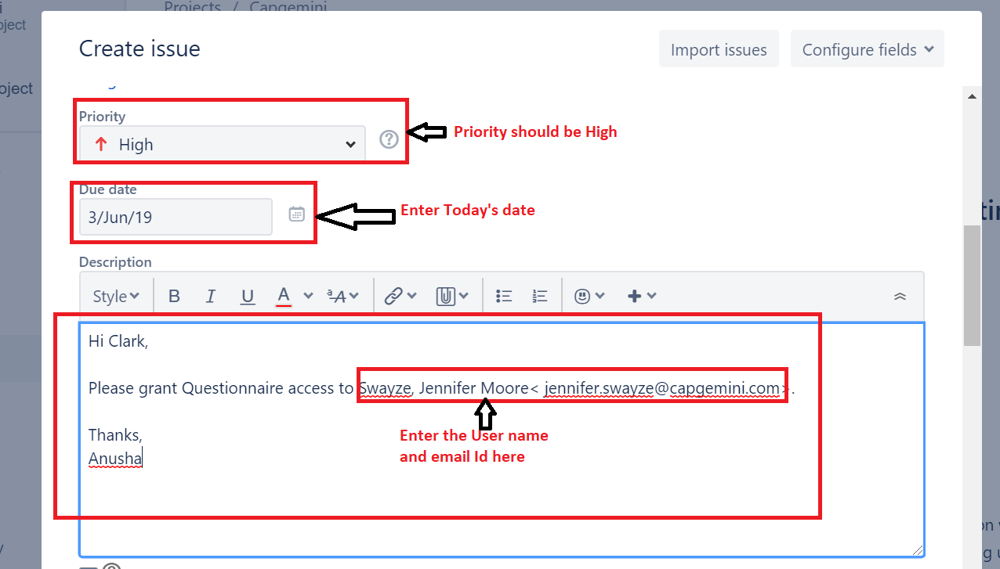 Projects / Capgemini
oject
Create issue
Import issues
Configure fields
oject
Priority
High
Priority should be High
Due date
3/Jun/19
Enter Today's date
Description
Style B I U A
Hi Clark,
Please grant Questionnaire access to Swayze, Jennifer Moore< jennifer.swayze@capgemini.com>.
Enter the User name
and email Id here
Thanks,
Anusha